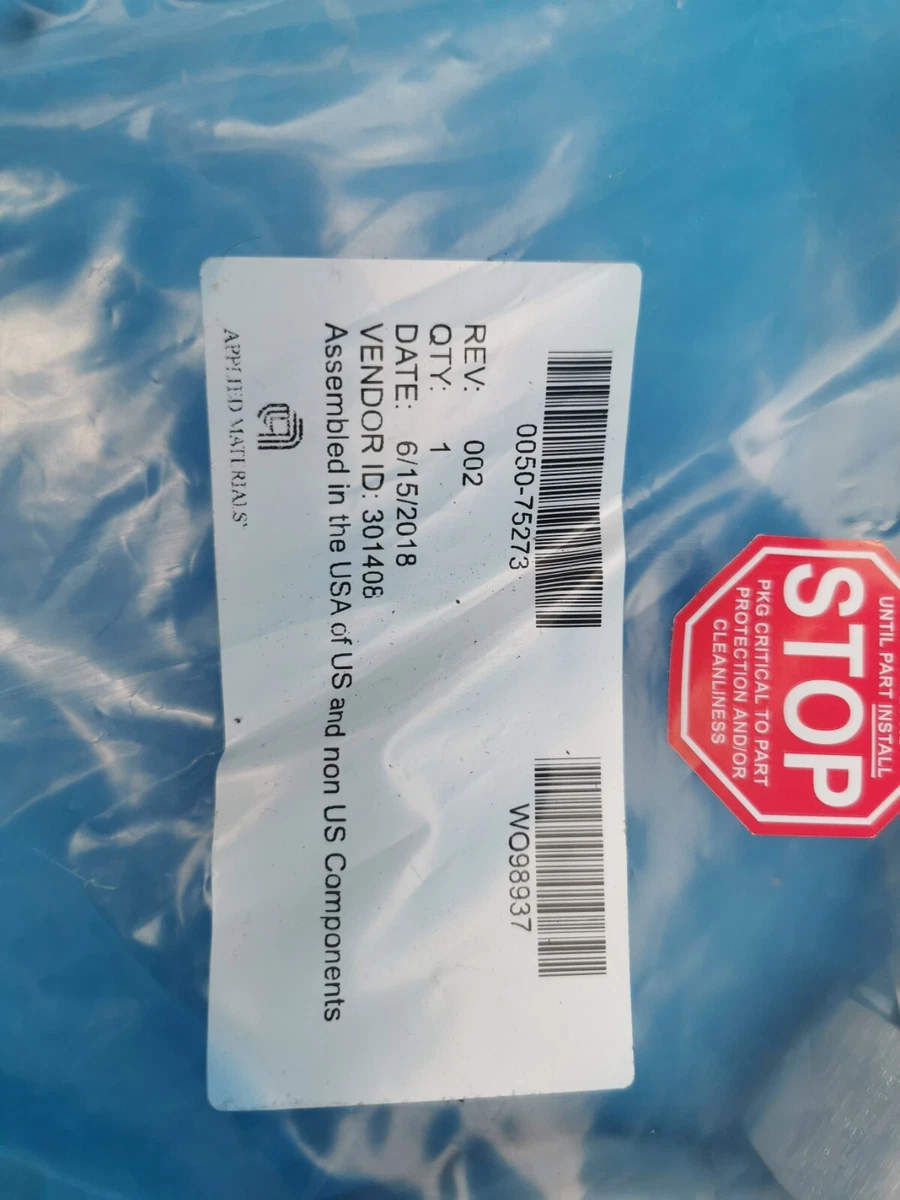 0050-75273
WO98937
REV: 002
QTY: 1
DATE: 6/15/2018
VENDOR ID: 301408
Assembled in the USA of US and non US Components
APPLIED MATERIALS
UNTIL PART INSTALL
STOP
PKG CRITICAL TO PART
PROTECTION AND/OR
CLEANLINESS